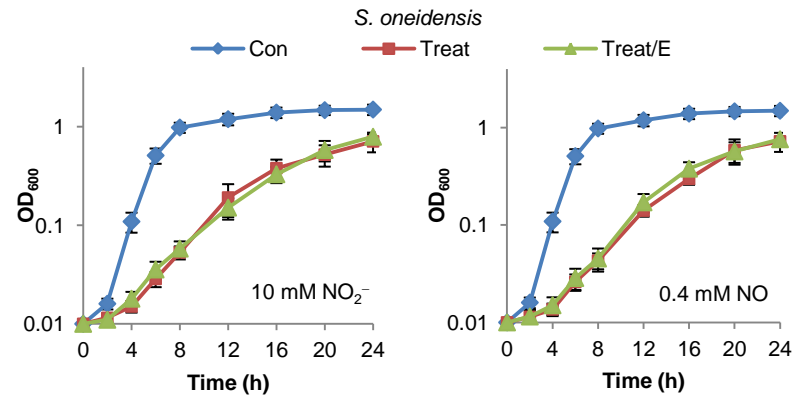 S. oneidensis
Con Treat Treat/E
1
0.1
0.01
OD600
0 4 8 12 16 20 24
Time (h)
10 mM NO2−
1
0.1
0.01
OD600
0 4 8 12 16 20 24
Time (h)
0.4 mM NO